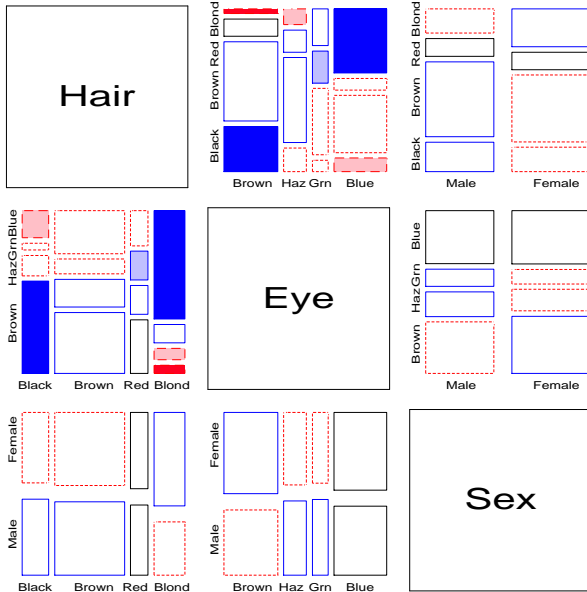 Hair
Blond
Red
Brown
Black
Brown Haz Grn Blue
Blond
Red
Brown
Black
Male Female
Blue
Grn
Haz
Brown
Black Brown Red Blond
Eye
Blue
Grn
Haz
Brown
Male Female
Female
Male
Black Brown Red Blond
Female
Male
Brown Haz Grn Blue
Sex